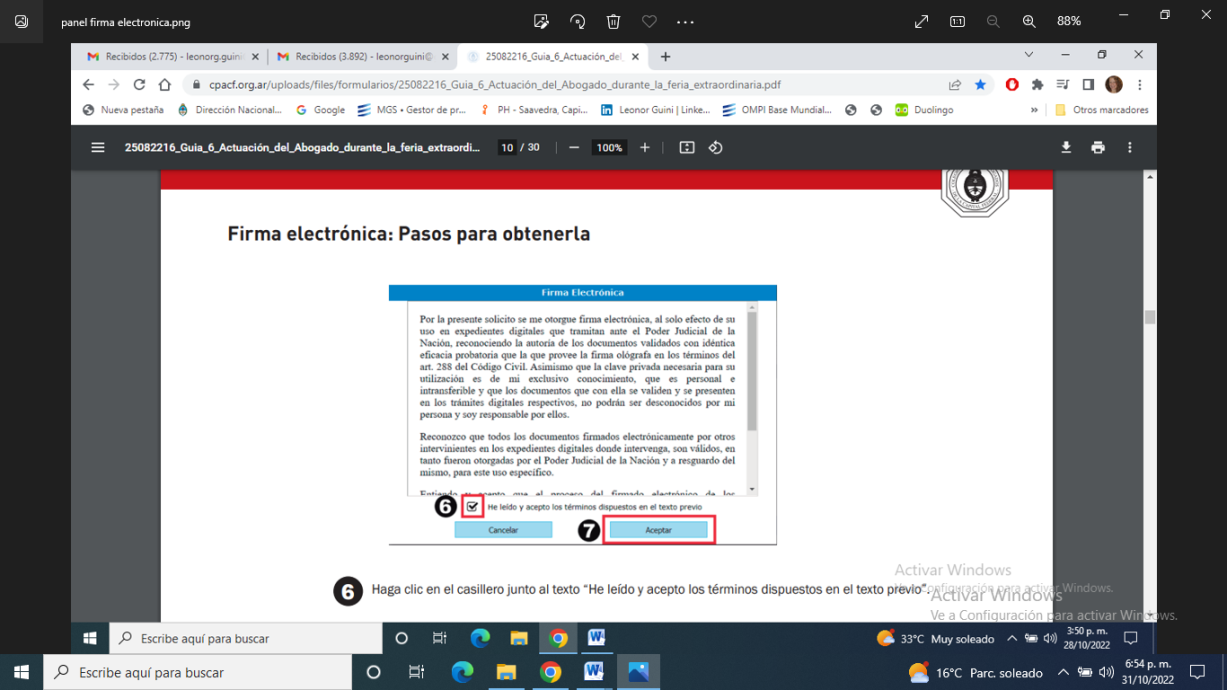 panel firma electronica.png
88%
Recibidos (2.775) - leonorg.guin
Recibidos (3.892) - leonorguini@
25082216_Guia_6_Actuación_del_
cpacf.org.ar/uploads/files/formularios/25082216_Guia_6_Actuación_del_Abogado_durante_la_feria_extraordinaria.pdf
Nueva pestaña
Dirección Nacional...
Google
MGS • Gestor de pr...
PH - Saavedra, Capi...
Leonor Guini | Linke...
OMPI Base Mundial...
Duolingo
»
Otros marcadores
25082216_Guia_6_Actuación_del_Abogado_durante_la_feria_extraordi...
10 / 30
100%
Firma electrónica: Pasos para obtenerla
Firma Electrónica
Por la presente solicito se me otorgue firma electrónica, al solo efecto de su
uso en expedientes digitales que tramitan ante el Poder Judicial de la
Nación, reconociendo la autoría de los documentos validados con idéntica
eficacia probatoria que la que provee la firma ológrafa en los términos del
art. 288 del Código Civil. Asimismo que la clave privada necesaria para su
utilización es de mi exclusivo conocimiento, que es personal e
intransferible y que los documentos que con ella se validen y se presenten
en los trámites digitales respectivos, no podrán ser desconocidos por mi
persona y soy responsable por ellos.
Reconozco que todos los documentos firmados electrónicamente por otros
intervinientes en los expedientes digitales donde intervenga, son válidos, en
tanto fueron otorgadas por el Poder Judicial de la Nación y a resguardo del
mismo, para este uso específico.
Entiendo y acepto que el proceso del firmado electrónico de los
6
He leído y acepto los términos dispuestos en el texto previo
Cancelar
7
Aceptar
Activar Windows
6
Haga clic en el casillero junto al texto “He leído y acepto los términos dispuestos en el texto previo”.
Activar Windows
Ve a Configuración para activar Windows.
Escribe aquí para buscar
33°C Muy soleado
3:50 p. m.
28/10/2022
Escribe aquí para buscar
16°C Parc. soleado
6:54 p. m.
31/10/2022